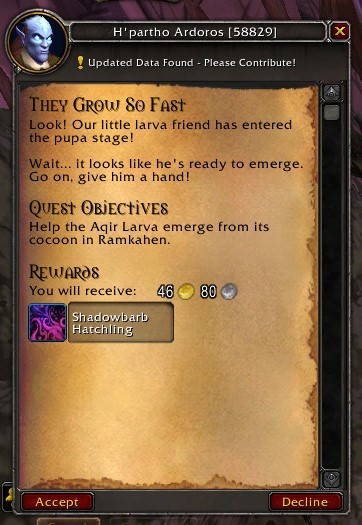 H'partho Ardoros [58829]
Updated Data Found - Please Contribute!
They Grow So Fast
Look! Our little larva friend has entered
the pupa stage!
Wait... it looks like he's ready to emerge.
Go on, give him a hand!
Quest Objectives
Help the Aqir Larva emerge from its
cocoon in Ramkahen.
Rewards
You will receive: 46 80
Shadowbarb
Hatchling
Accept
Decline